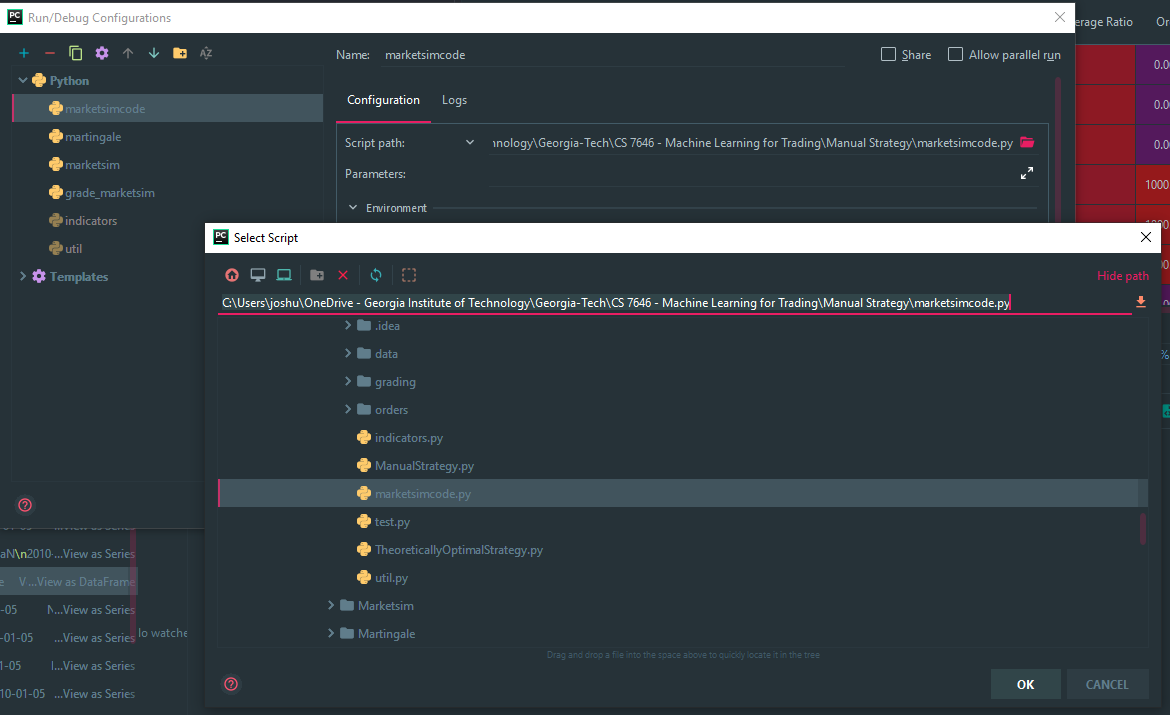 PC Run/Debug Configurations
erage Ratio Or
Name: marketsimcode Share Allow parallel run
Python
marketsimcode
martingale
marketsim
grade_marketsim
indicators
util
Templates
Configuration Logs
Script path: nology\Georgia-Tech\CS 7646 - Machine Learning for Trading\Manual Strategy\marketsimcode.py
Parameters:
Environment
0.0
0.0
0.0
1000
PC Select Script
Hide path
C:\Users\joshu\OneDrive - Georgia Institute of Technology\Georgia-Tech\CS 7646 - Machine Learning for Trading\Manual Strategy\marketsimcode.py
.idea
data
grading
orders
indicators.py
ManualStrategy.py
marketsimcode.py
test.py
TheoreticallyOptimalStrategy.py
util.py
Marketsim
Martingale
Drag and drop a file into the space above to quickly locate it in the tree
OK CANCEL
...View as Series
aN\n2010-...View as Series
e V...View as DataFrame
-05 N...View as Series
-01-05 ...View as Series
lo watche
1-05 I...View as Series
10-01-05 ...View as Series